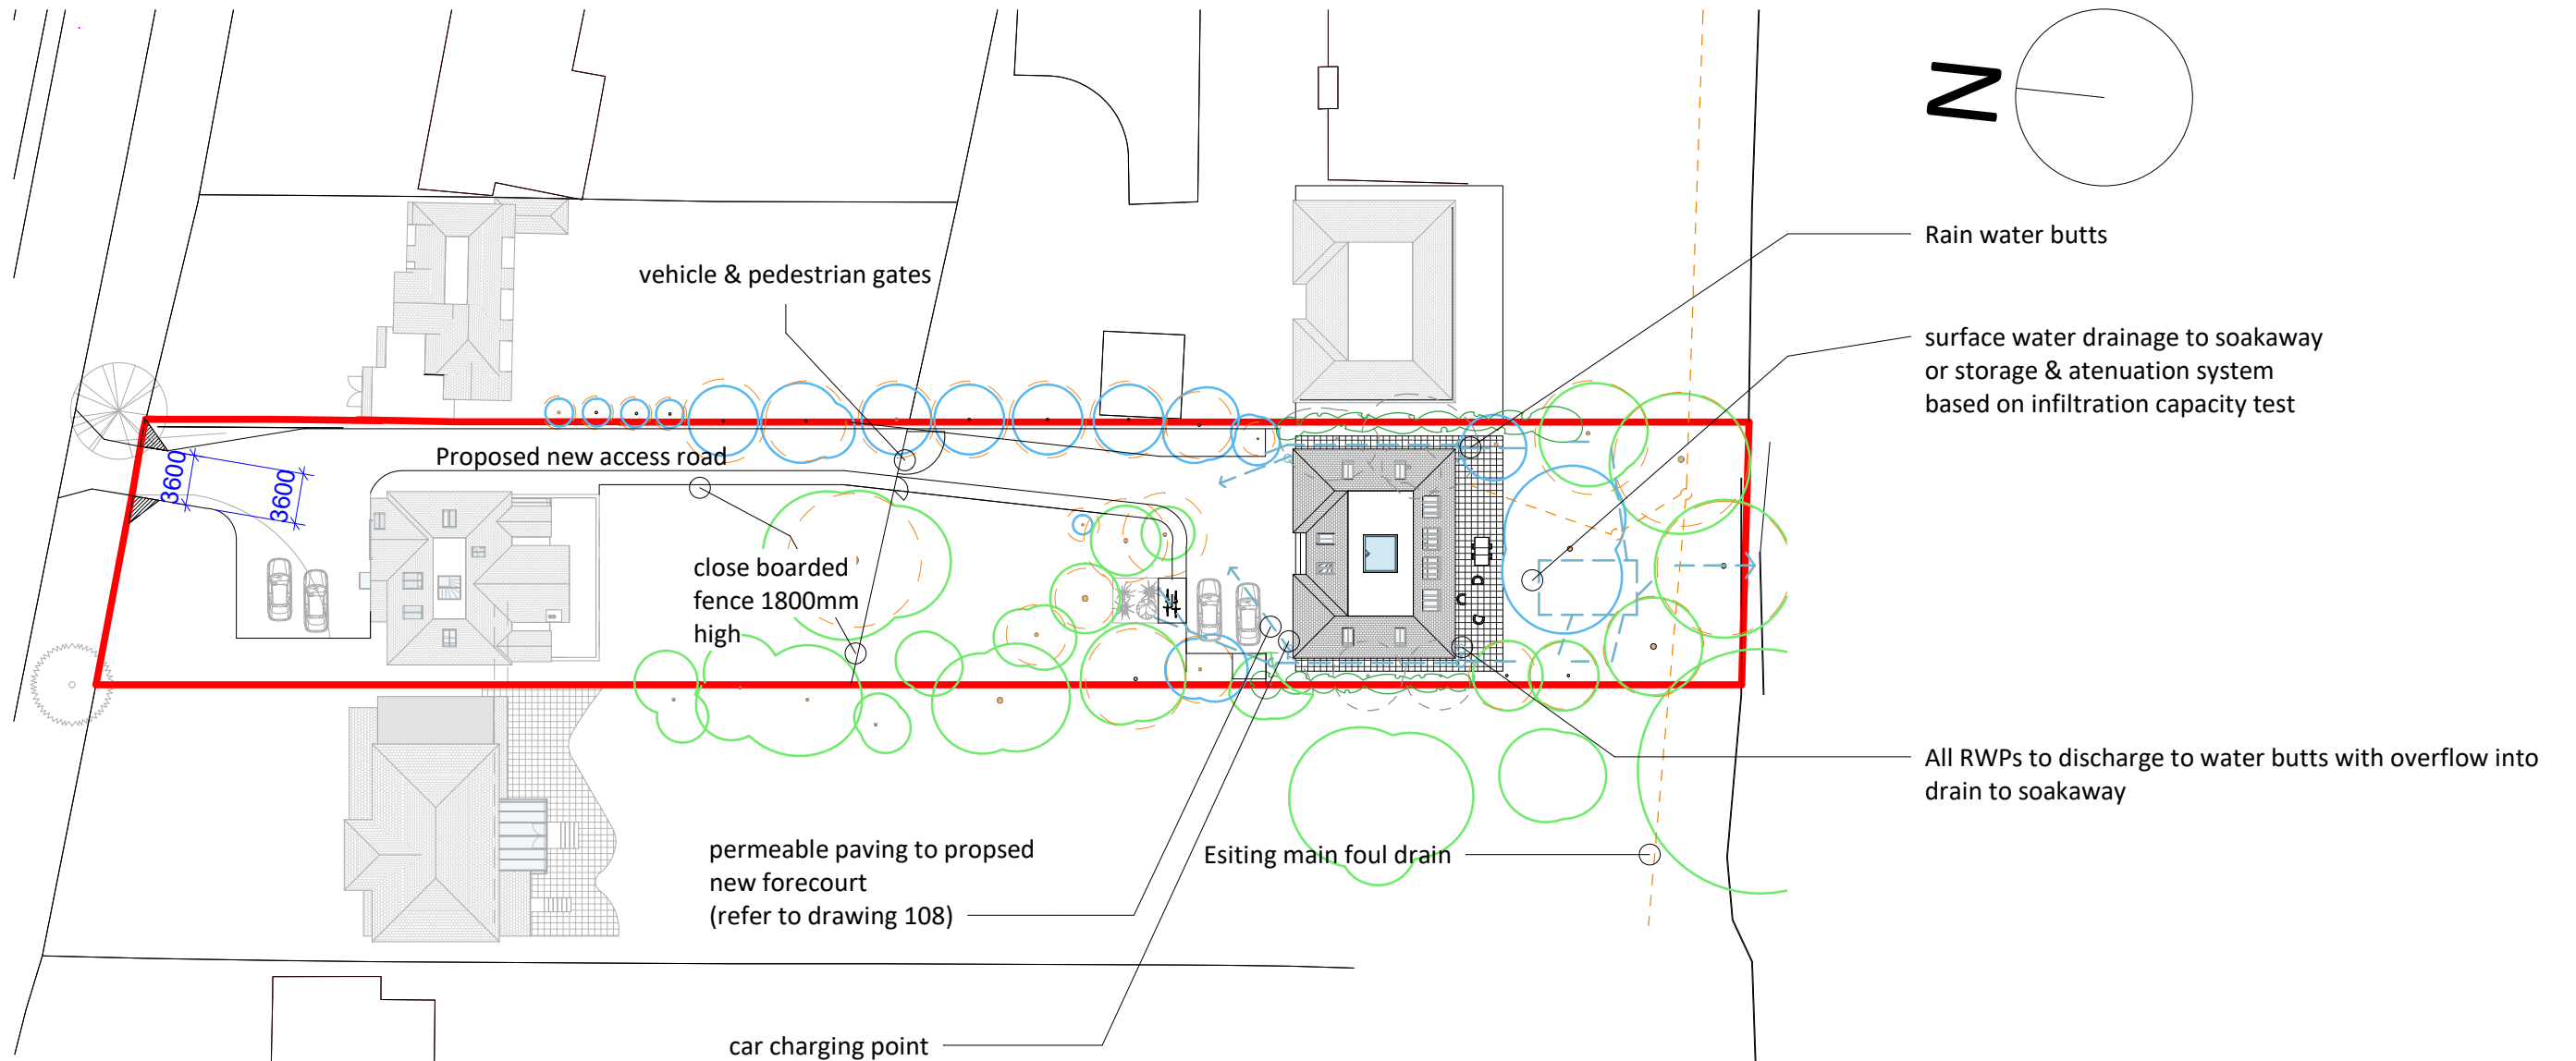 N
Rain water butts
vehicle & pedestrian gates
surface water drainage to soakaway
or storage & atenuation system
based on infiltration capacity test
Proposed new access road
3600
3600
close boarded
fence 1800mm
high
All RWPs to discharge to water butts with overflow into
drain to soakaway
permeable paving to propsed
new forecourt
(refer to drawing 108)
Esiting main foul drain
car charging point